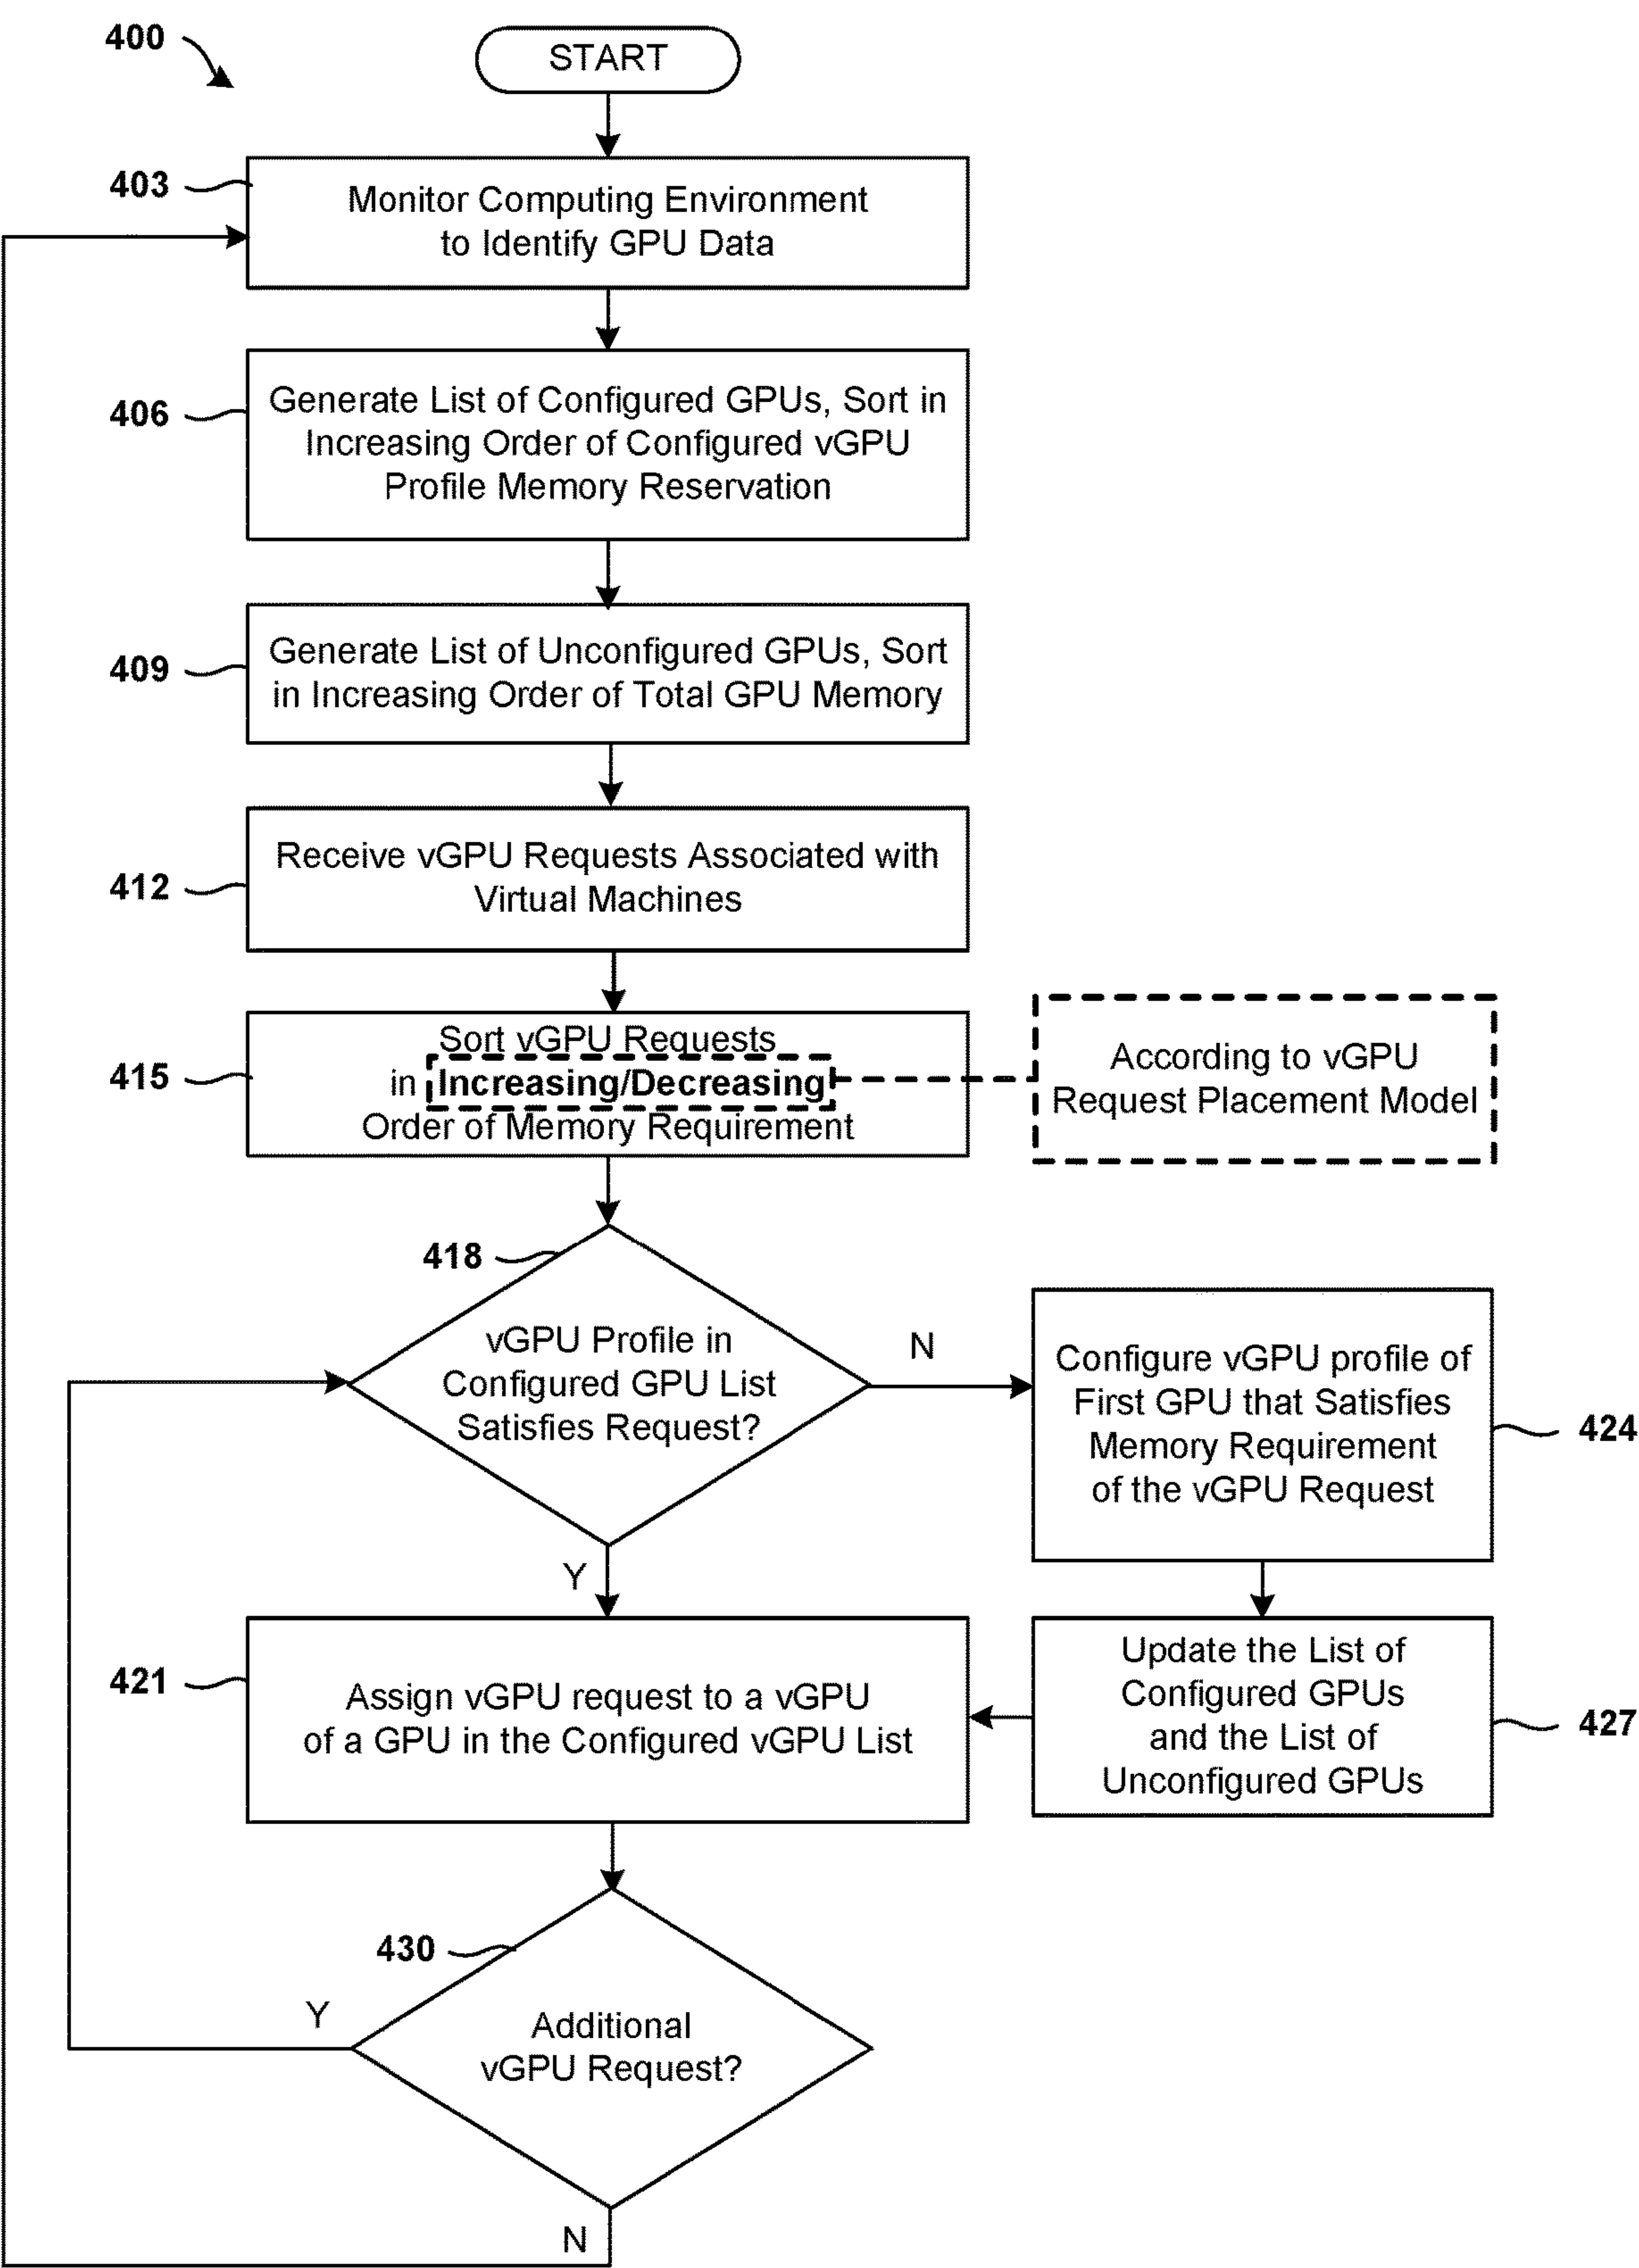 400
START
403
Monitor Computing Environment
to Identify GPU Data
406
Generate List of Configured GPUs, Sort in
Increasing Order of Configured vGPU
Profile Memory Reservation
409
Generate List of Unconfigured GPUs, Sort
in Increasing Order of Total GPU Memory
412
Receive vGPU Requests Associated with
Virtual Machines
415
Sort vGPU Requests
in Increasing/Decreasing
Order of Memory Requirement
According to vGPU
Request Placement Model
418
vGPU Profile in
Configured GPU List
Satisfies Request?
N
Y
424
Configure vGPU profile of
First GPU that Satisfies
Memory Requirement
of the vGPU Request
421
Assign vGPU request to a vGPU
of a GPU in the Configured vGPU List
427
Update the List of
Configured GPUs
and the List of
Unconfigured GPUs
430
Additional
vGPU Request?
Y
N